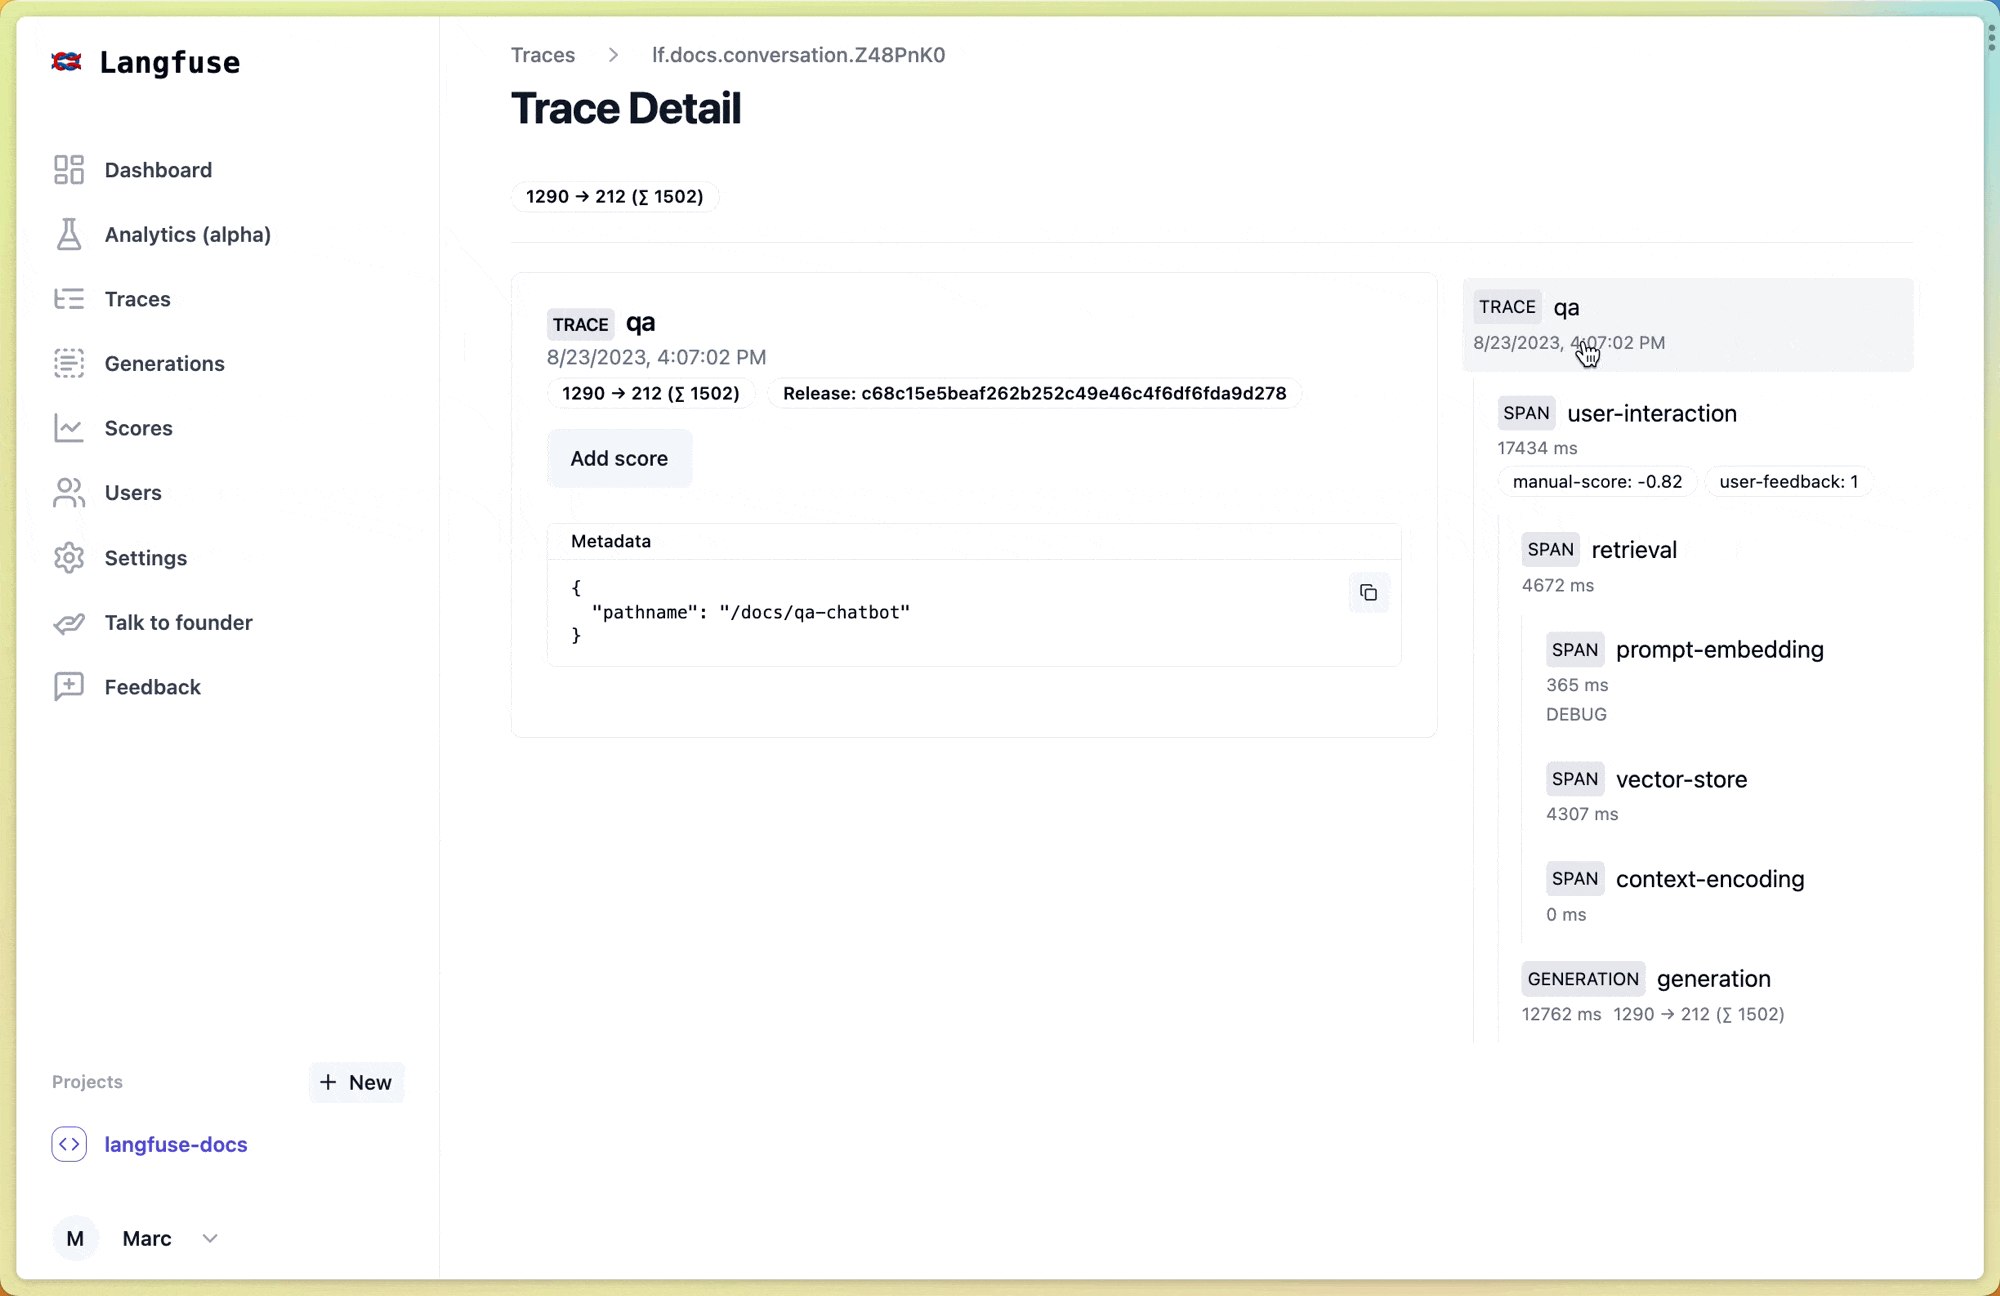 Langfuse
Dashboard
Analytics (alpha)
Traces
Generations
Scores
Users
Settings
Talk to founder
Feedback
Projects
+ New
langfuse-docs
M Marc
Traces > lf.docs.conversation.Z48PnK0
Trace Detail
1290 → 212 (∑ 1502)
TRACE qa
8/23/2023, 4:07:02 PM
1290 → 212 (∑ 1502) Release: c68c15e5beaf262b252c49e46c4f6df6fda9d278
Add score
Metadata
{
"pathname": "/docs/qa-chatbot"
}
TRACE qa
8/23/2023, 4:07:02 PM
SPAN user-interaction
17434 ms
manual-score: -0.82 user-feedback: 1
SPAN retrieval
4672 ms
SPAN prompt-embedding
365 ms
DEBUG
SPAN vector-store
4307 ms
SPAN context-encoding
0 ms
GENERATION generation
12762 ms 1290 → 212 (∑ 1502)